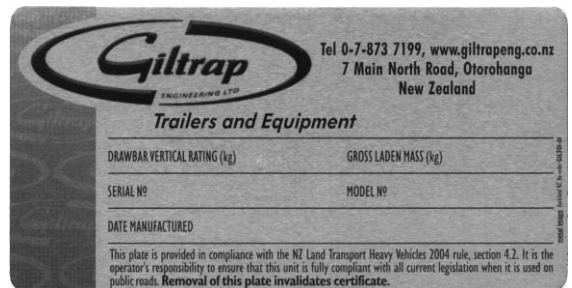 Giltrap
ENGINEERING LTD
Tel 0-7-873 7199, www.giltrapeng.co.nz
7 Main North Road, Otorohanga
New Zealand
Trailers and Equipment
DRAWBAR VERTICAL RATING (kg) GROSS LADEN MASS (kg)
SERIAL Nº MODEL Nº
DATE MANUFACTURED
This plate is provided in compliance with the NZ Land Transport Heavy Vehicles 2004 rule, section 4.2. It is the
operator's responsibility to ensure that this unit is fully compliant with all current legislation when it is used on
public roads. Removal of this plate invalidates certificate.